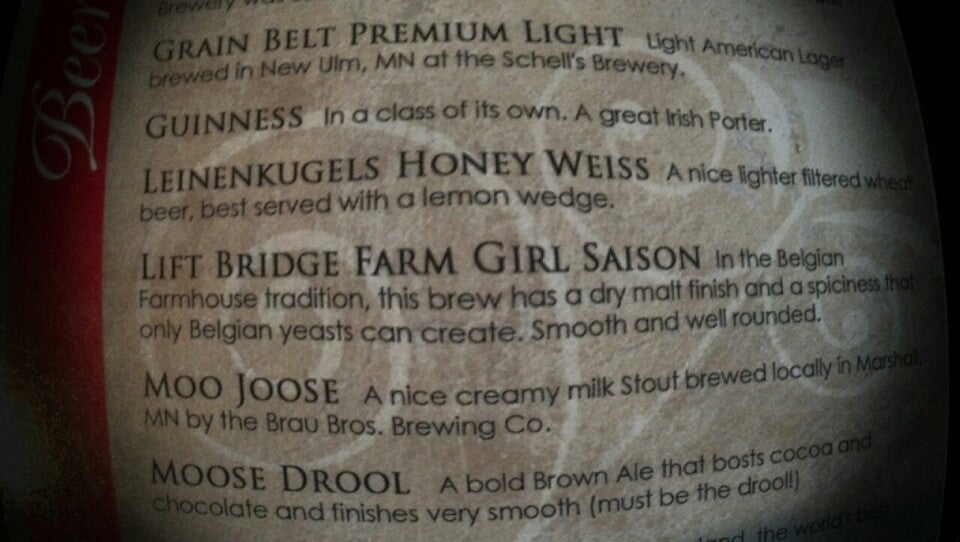 Beer
Brewery was
GRAIN BELT PREMIUM LIGHT Light American Lager
brewed in New Ulm, MN at the Schell's Brewery.
GUINNESS In a class of its own. A great Irish Porter.
LEINENKUGELS HONEY WEISS A nice lighter filtered wheat
beer, best served with a lemon wedge.
LIFT BRIDGE FARM GIRL SAISON In the Belgian
Farmhouse tradition, this brew has a dry malt finish and a spiciness that
only Belgian yeasts can create. Smooth and well rounded.
MOO JOOSE A nice creamy milk Stout brewed locally in Marshall,
MN by the Brau Bros. Brewing Co.
MOOSE DROOL A bold Brown Ale that bosts cocoa and
chocolate and finishes very smooth (must be the drool!)
the world's best